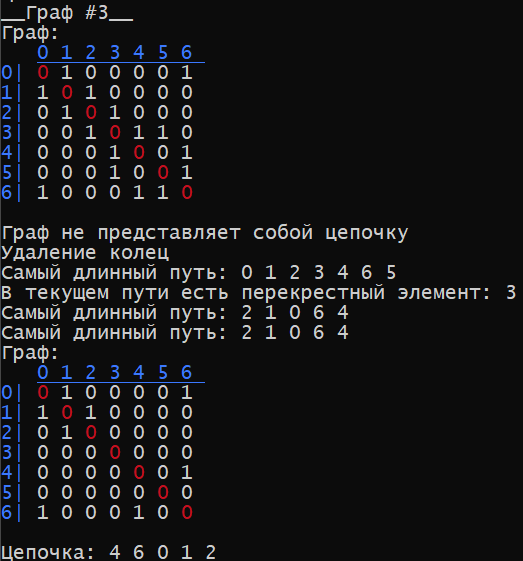 __Граф #3__
Граф:
0 1 2 3 4 5 6
0| 0 1 0 0 0 0 1
1| 1 0 1 0 0 0 0
2| 0 1 0 1 0 0 0
3| 0 0 1 0 1 1 0
4| 0 0 0 1 0 0 1
5| 0 0 0 1 0 0 1
6| 1 0 0 0 1 1 0
Граф не представляет собой цепочку
Удаление колец
Самый длинный путь: 0 1 2 3 4 6 5
В текущем пути есть перекрестный элемент: 3
Самый длинный путь: 2 1 0 6 4
Самый длинный путь: 2 1 0 6 4
Граф:
0 1 2 3 4 5 6
0| 0 1 0 0 0 0 1
1| 1 0 1 0 0 0 0
2| 0 1 0 0 0 0 0
3| 0 0 0 0 0 0 0
4| 0 0 0 0 0 0 1
5| 0 0 0 0 0 0 0
6| 1 0 0 0 1 0 0
Цепочка: 4 6 0 1 2